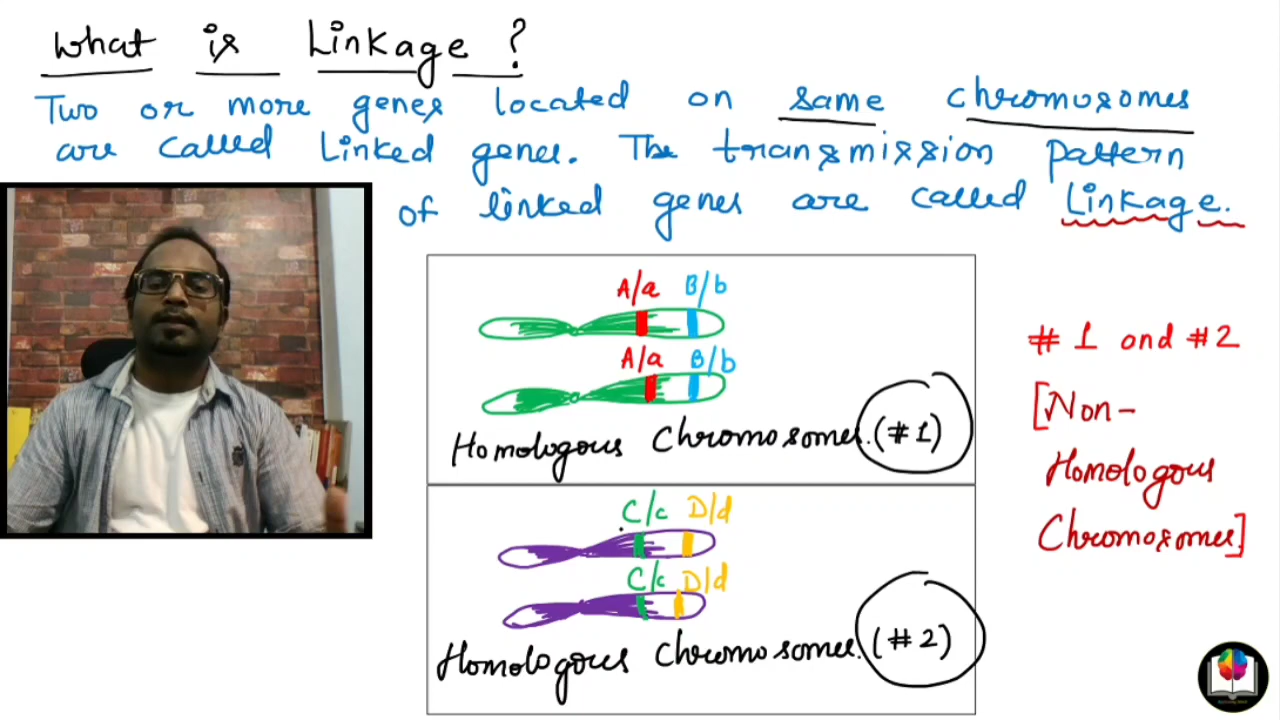 What is Linkage ?
Two or more genes located on same chromosomes
are called Linked genes. The transmission pattern
of linked genes are called Linkage.
A/a B/b
A/a B/b
Homologous Chromosomes. (#1)
C/c D/d
C/c D/d
Homologous Chromosomes. (#2)
# 1 and #2
[Non-
Homologous
Chromosomes]